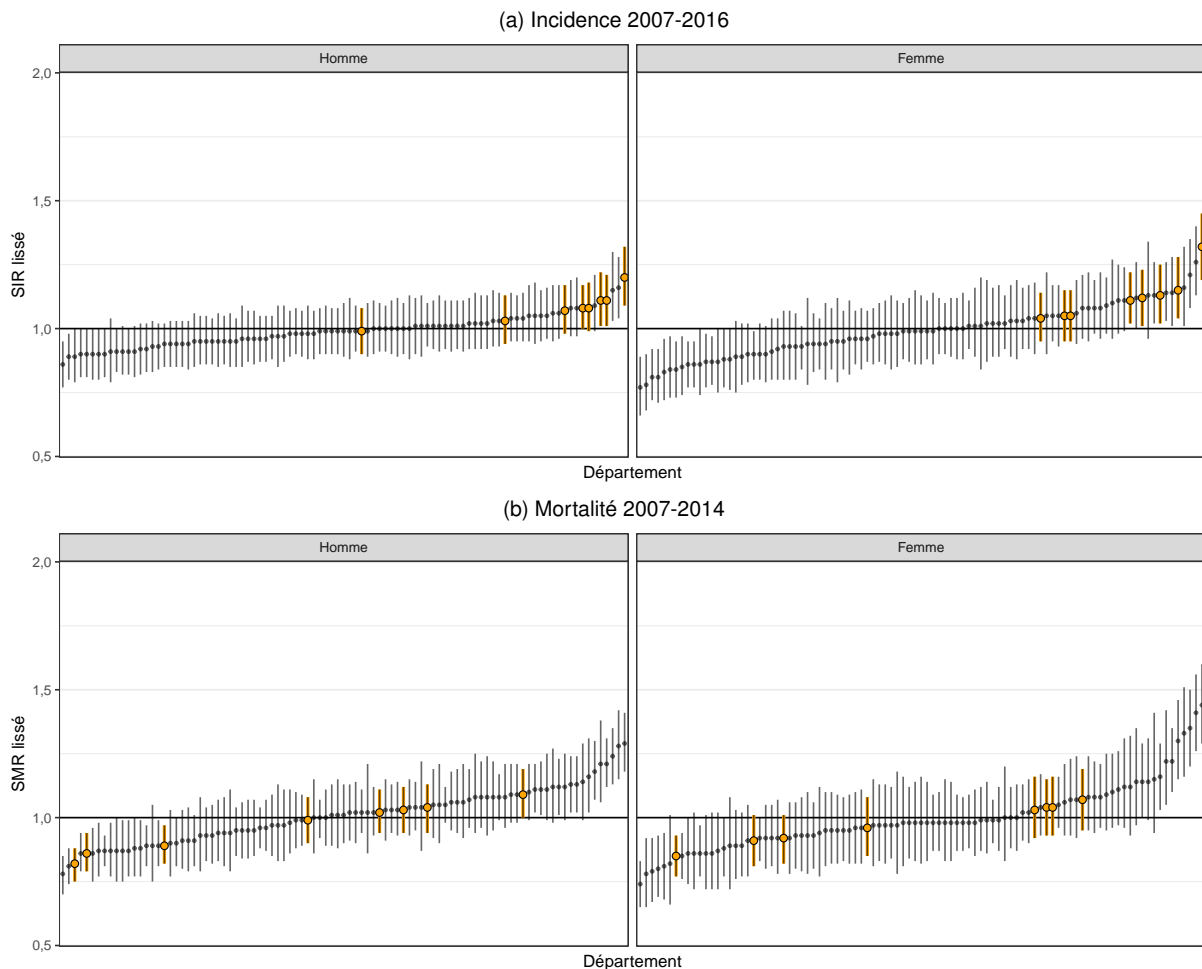 (a) Incidence 2007-2016
Homme
Femme
2,0
1,5
1,0
0,5
SIR lissé
Département
(b) Mortalité 2007-2014
Homme
Femme
2,0
1,5
1,0
0,5
SMR lissé
Département